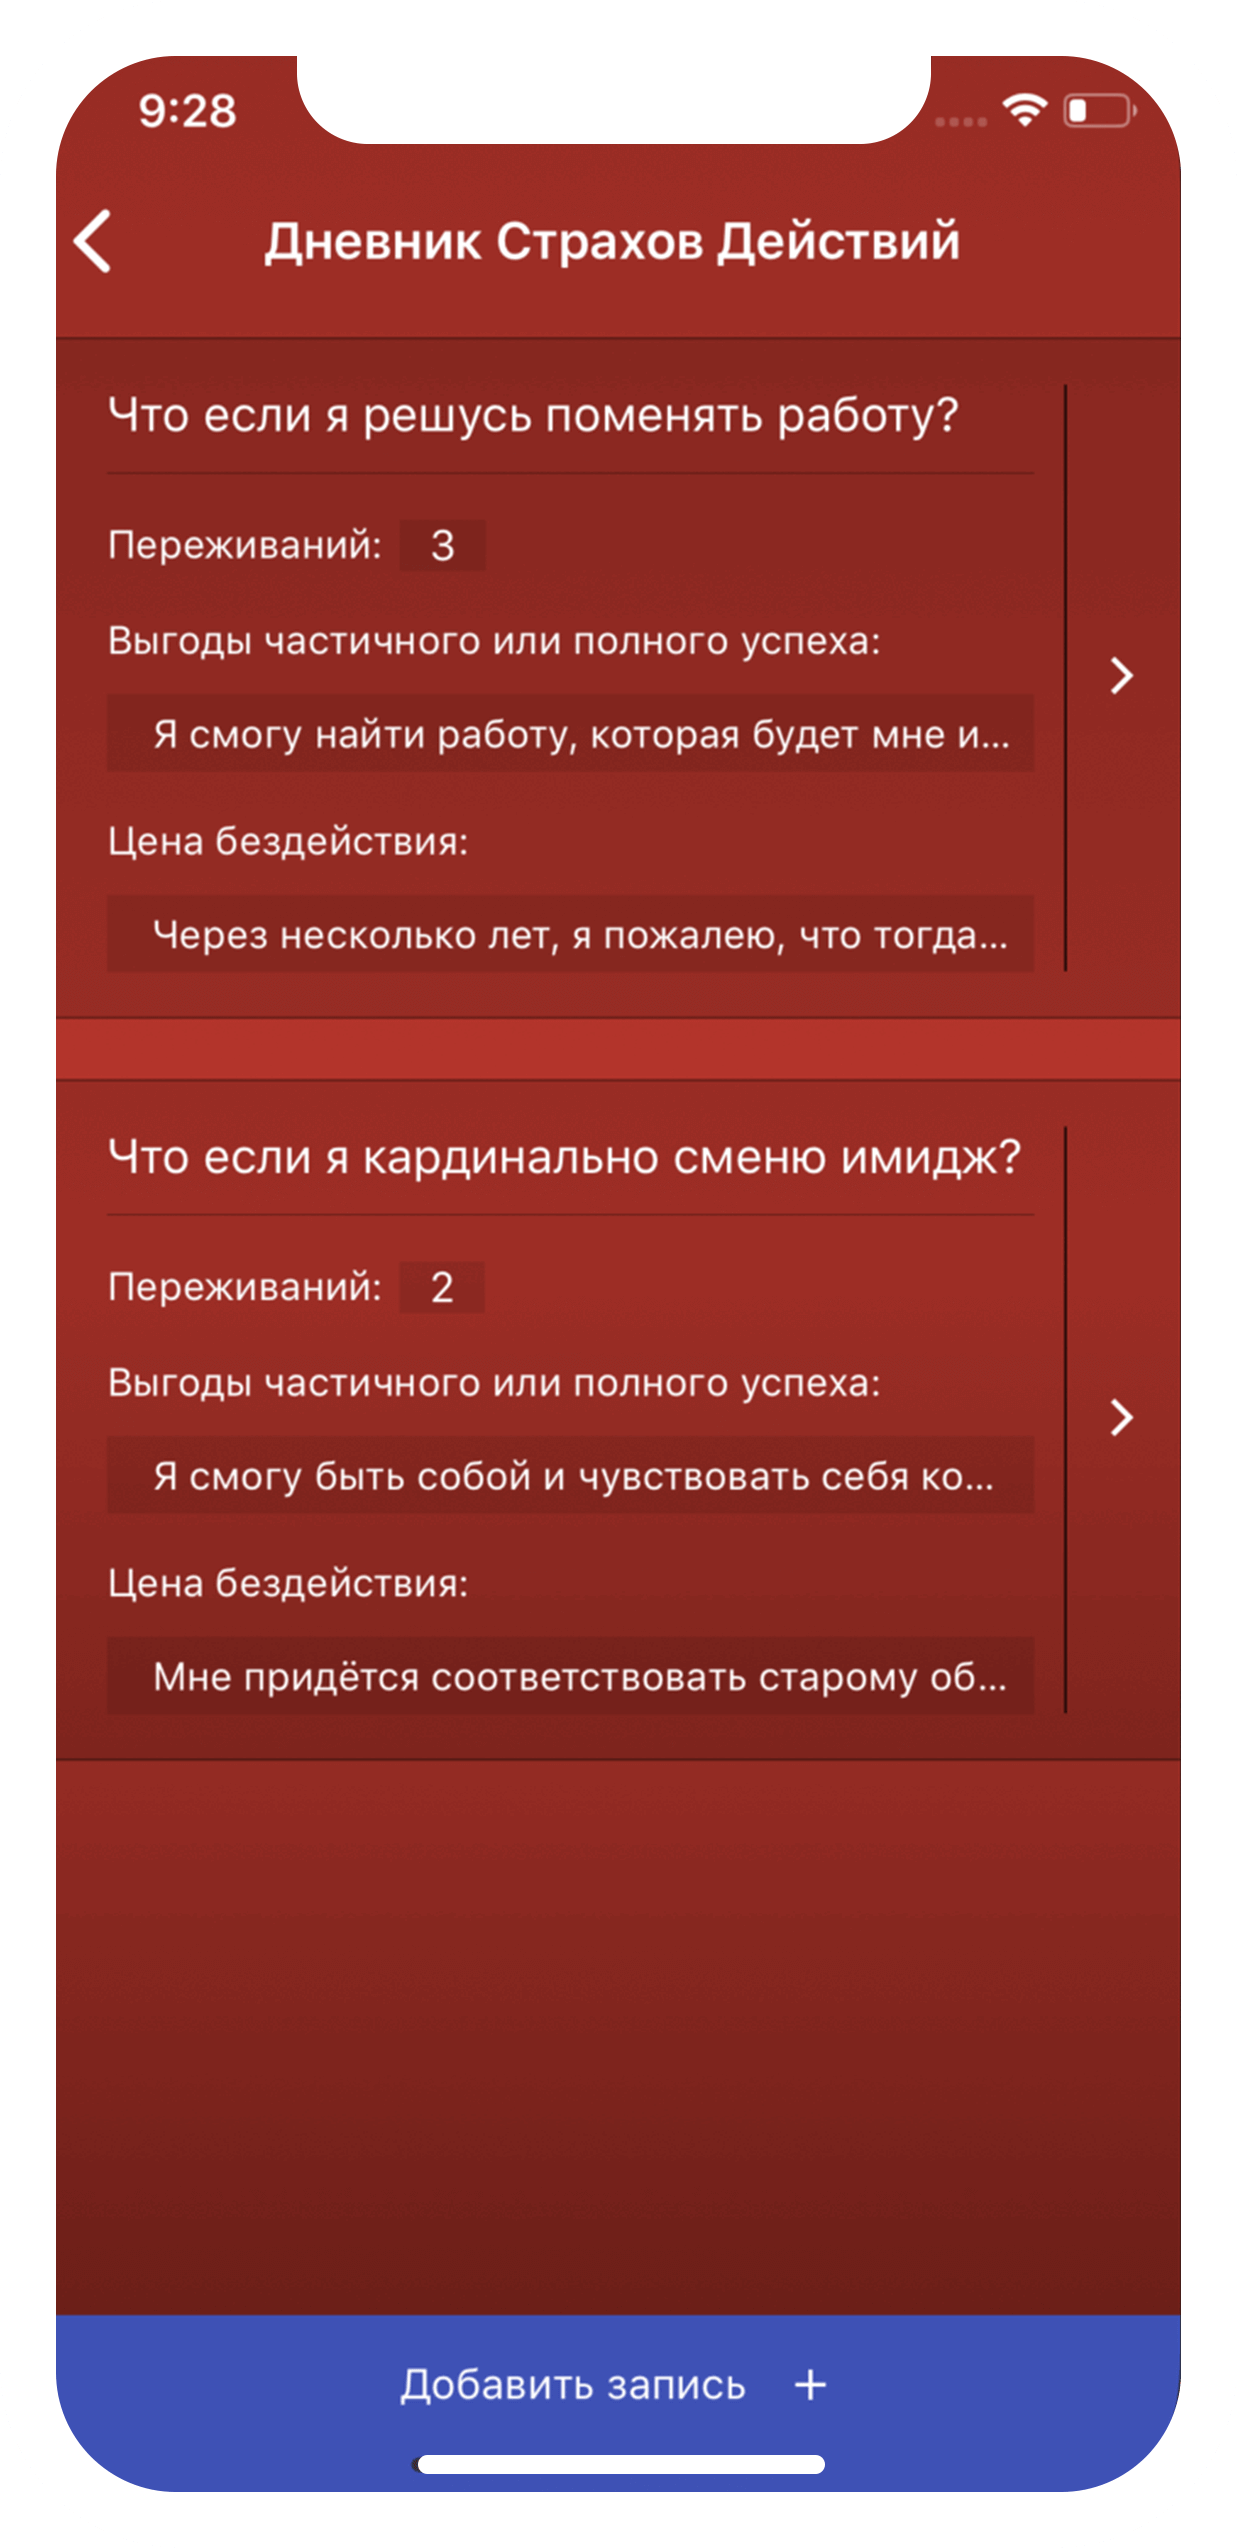 9:28
Дневник Страхов Действий
Что если я решусь поменять работу?
Переживаний: 3
Выгоды частичного или полного успеха:
Я смогу найти работу, которая будет мне и...
Цена бездействия:
Через несколько лет, я пожалею, что тогда...
Что если я кардинально сменю имидж?
Переживаний: 2
Выгоды частичного или полного успеха:
Я смогу быть собой и чувствовать себя ко...
Цена бездействия:
Мне придётся соответствовать старому об...
Добавить запись +